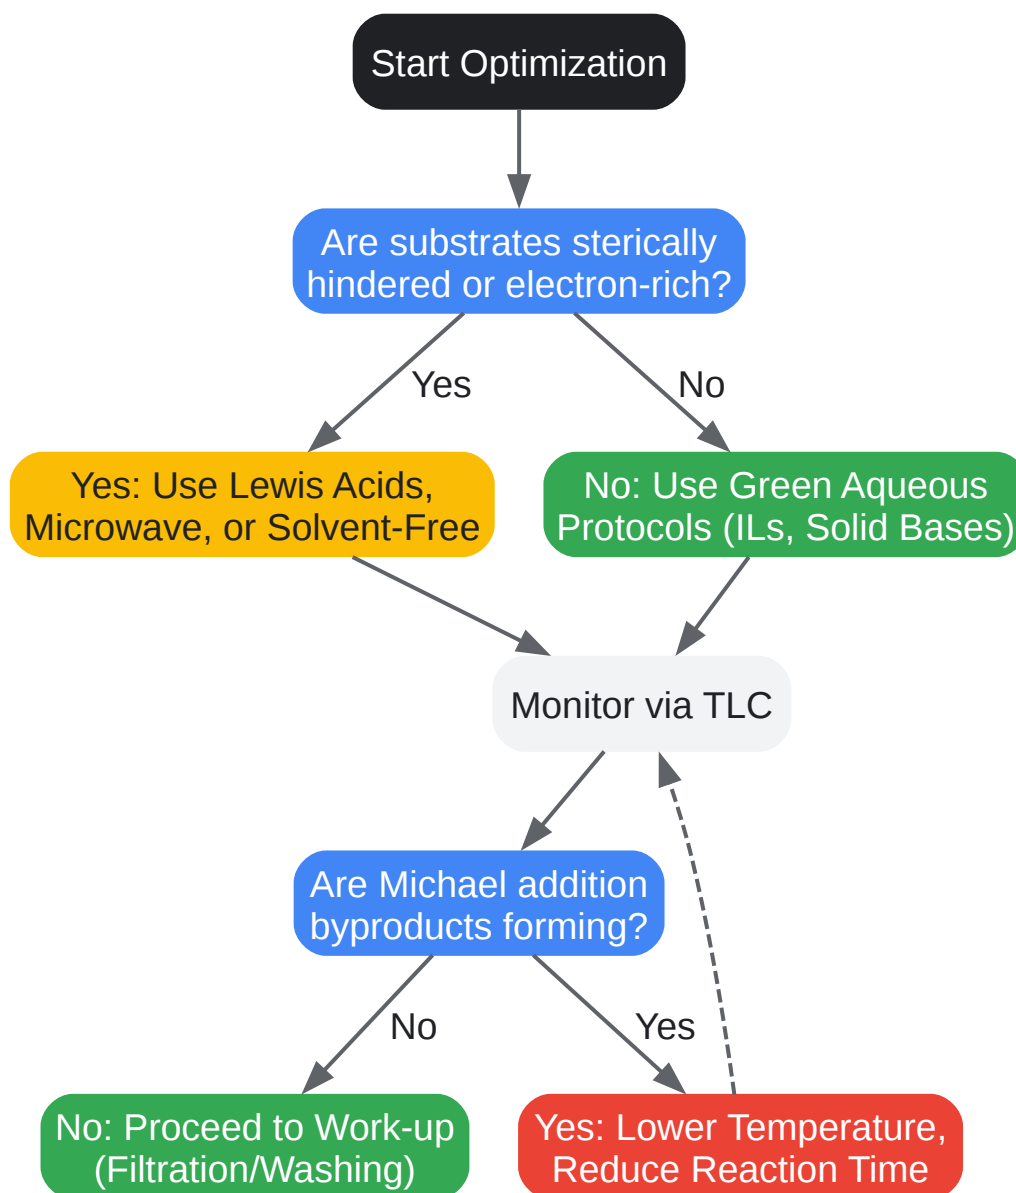 Start Optimization
Are substrates sterically
hindered or electron-rich?
Yes
No
Yes: Use Lewis Acids,
Microwave, or Solvent-Free
No: Use Green Aqueous
Protocols (ILs, Solid Bases)
Monitor via TLC
Are Michael addition
byproducts forming?
No
Yes
No: Proceed to Work-up
(Filtration/Washing)
Yes: Lower Temperature,
Reduce Reaction Time